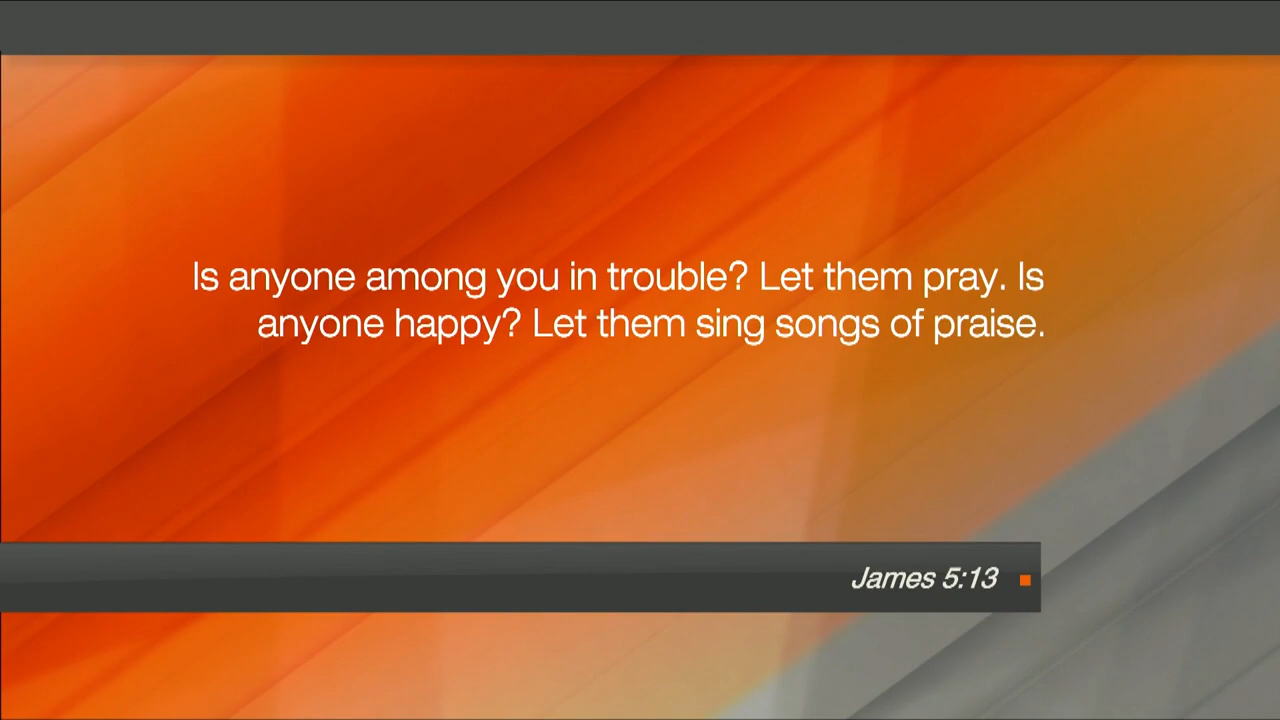 Is anyone among you in trouble? Let them pray. Is
anyone happy? Let them sing songs of praise.
James 5:13